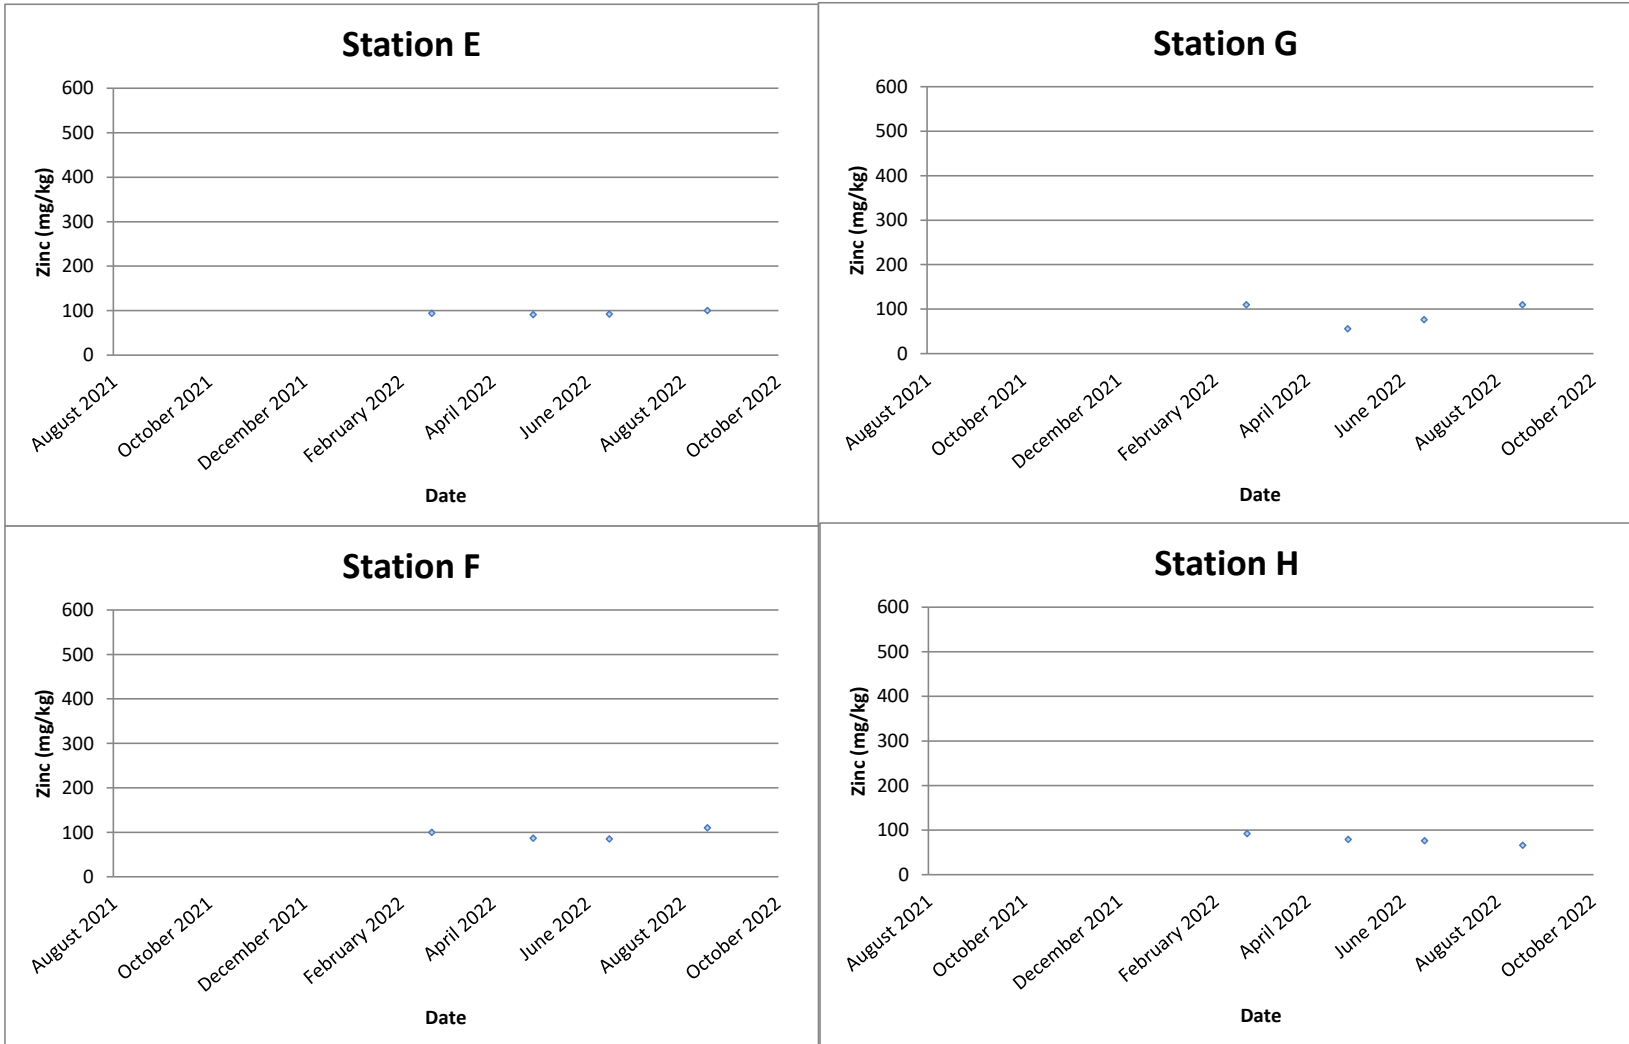 Station E
600
500
400
300
200
100
0
Zinc (mg/kg)
August 2021
October 2021
December 2021
February 2022
April 2022
June 2022
August 2022
October 2022
Date
Station G
600
500
400
300
200
100
0
Zinc (mg/kg)
August 2021
October 2021
December 2021
February 2022
April 2022
June 2022
August 2022
October 2022
Date
Station F
600
500
400
300
200
100
0
Zinc (mg/kg)
August 2021
October 2021
December 2021
February 2022
April 2022
June 2022
August 2022
October 2022
Date
Station H
600
500
400
300
200
100
0
Zinc (mg/kg)
August 2021
October 2021
December 2021
February 2022
April 2022
June 2022
August 2022
October 2022
Date